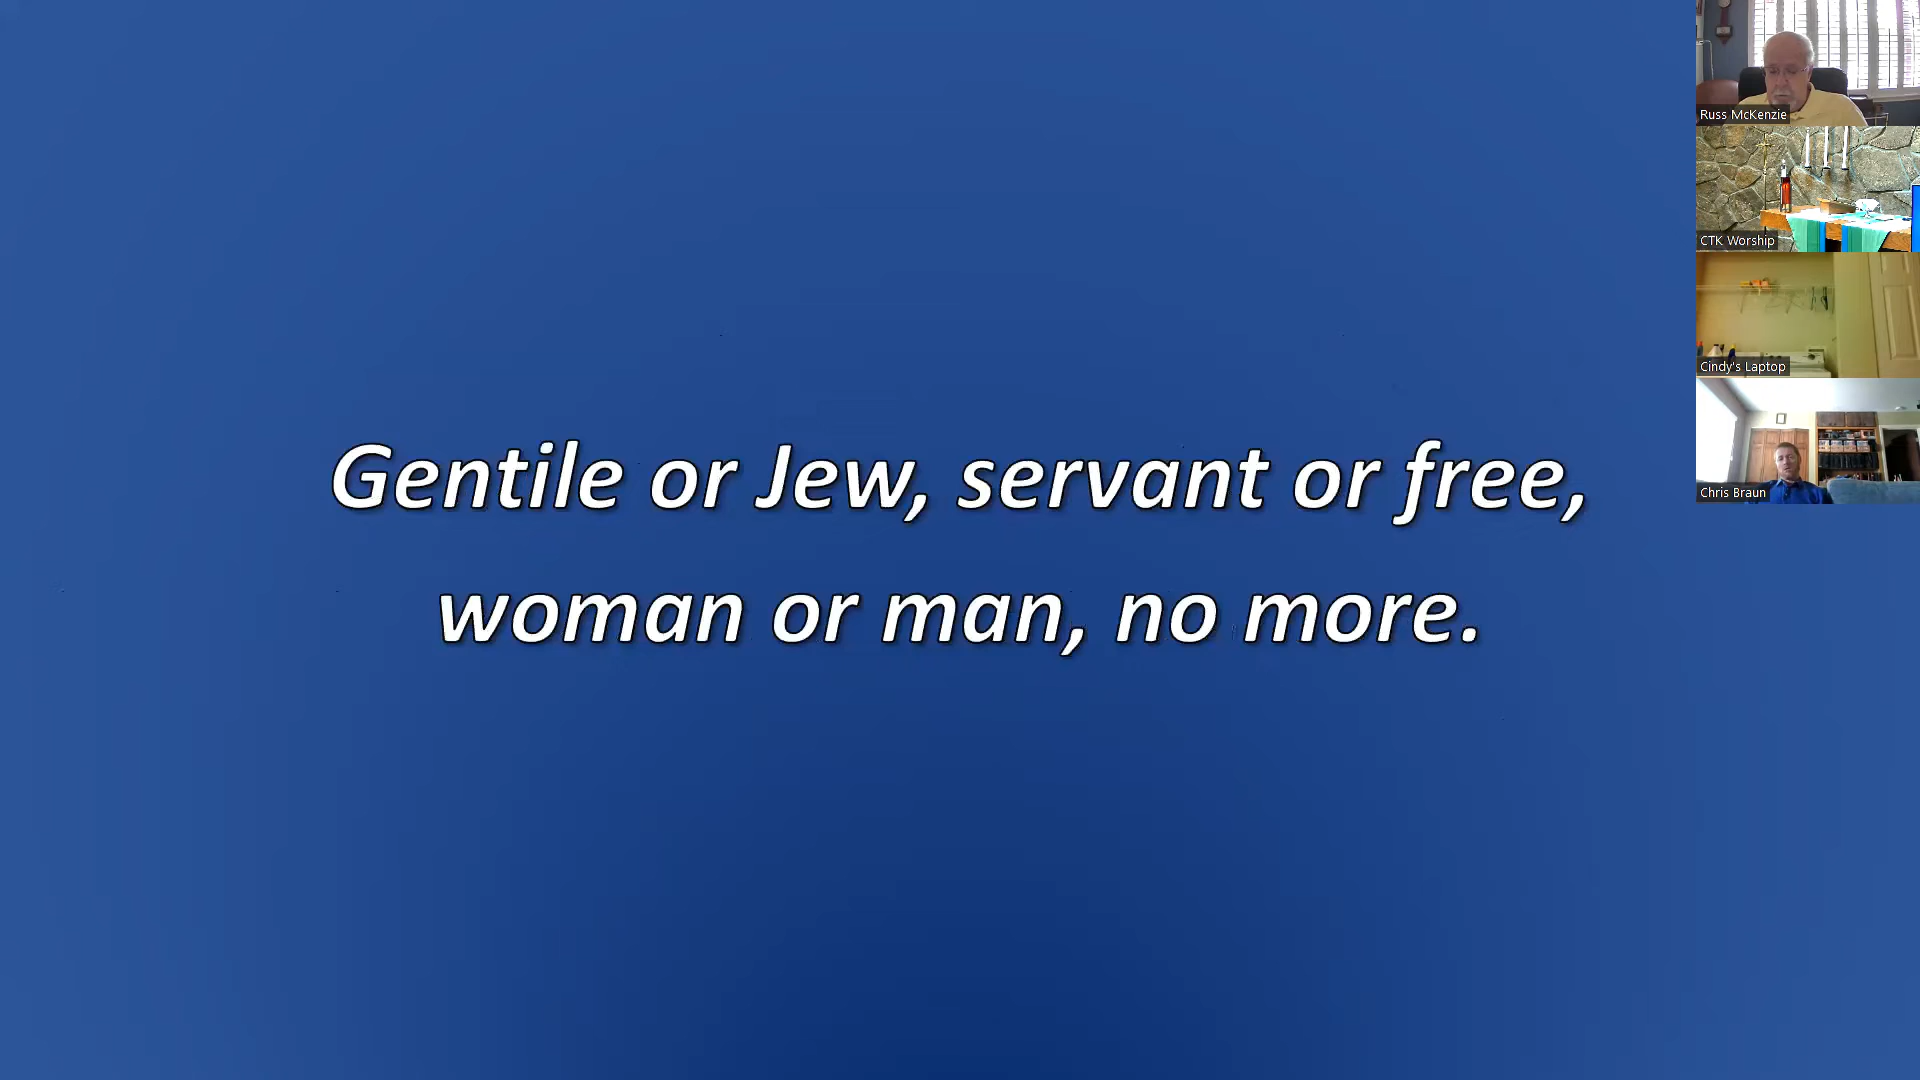 Gentile or Jew, servant or free,
woman or man, no more.
Russ McKenzie
CTK Worship
Cindy's Laptop
Chris Braun